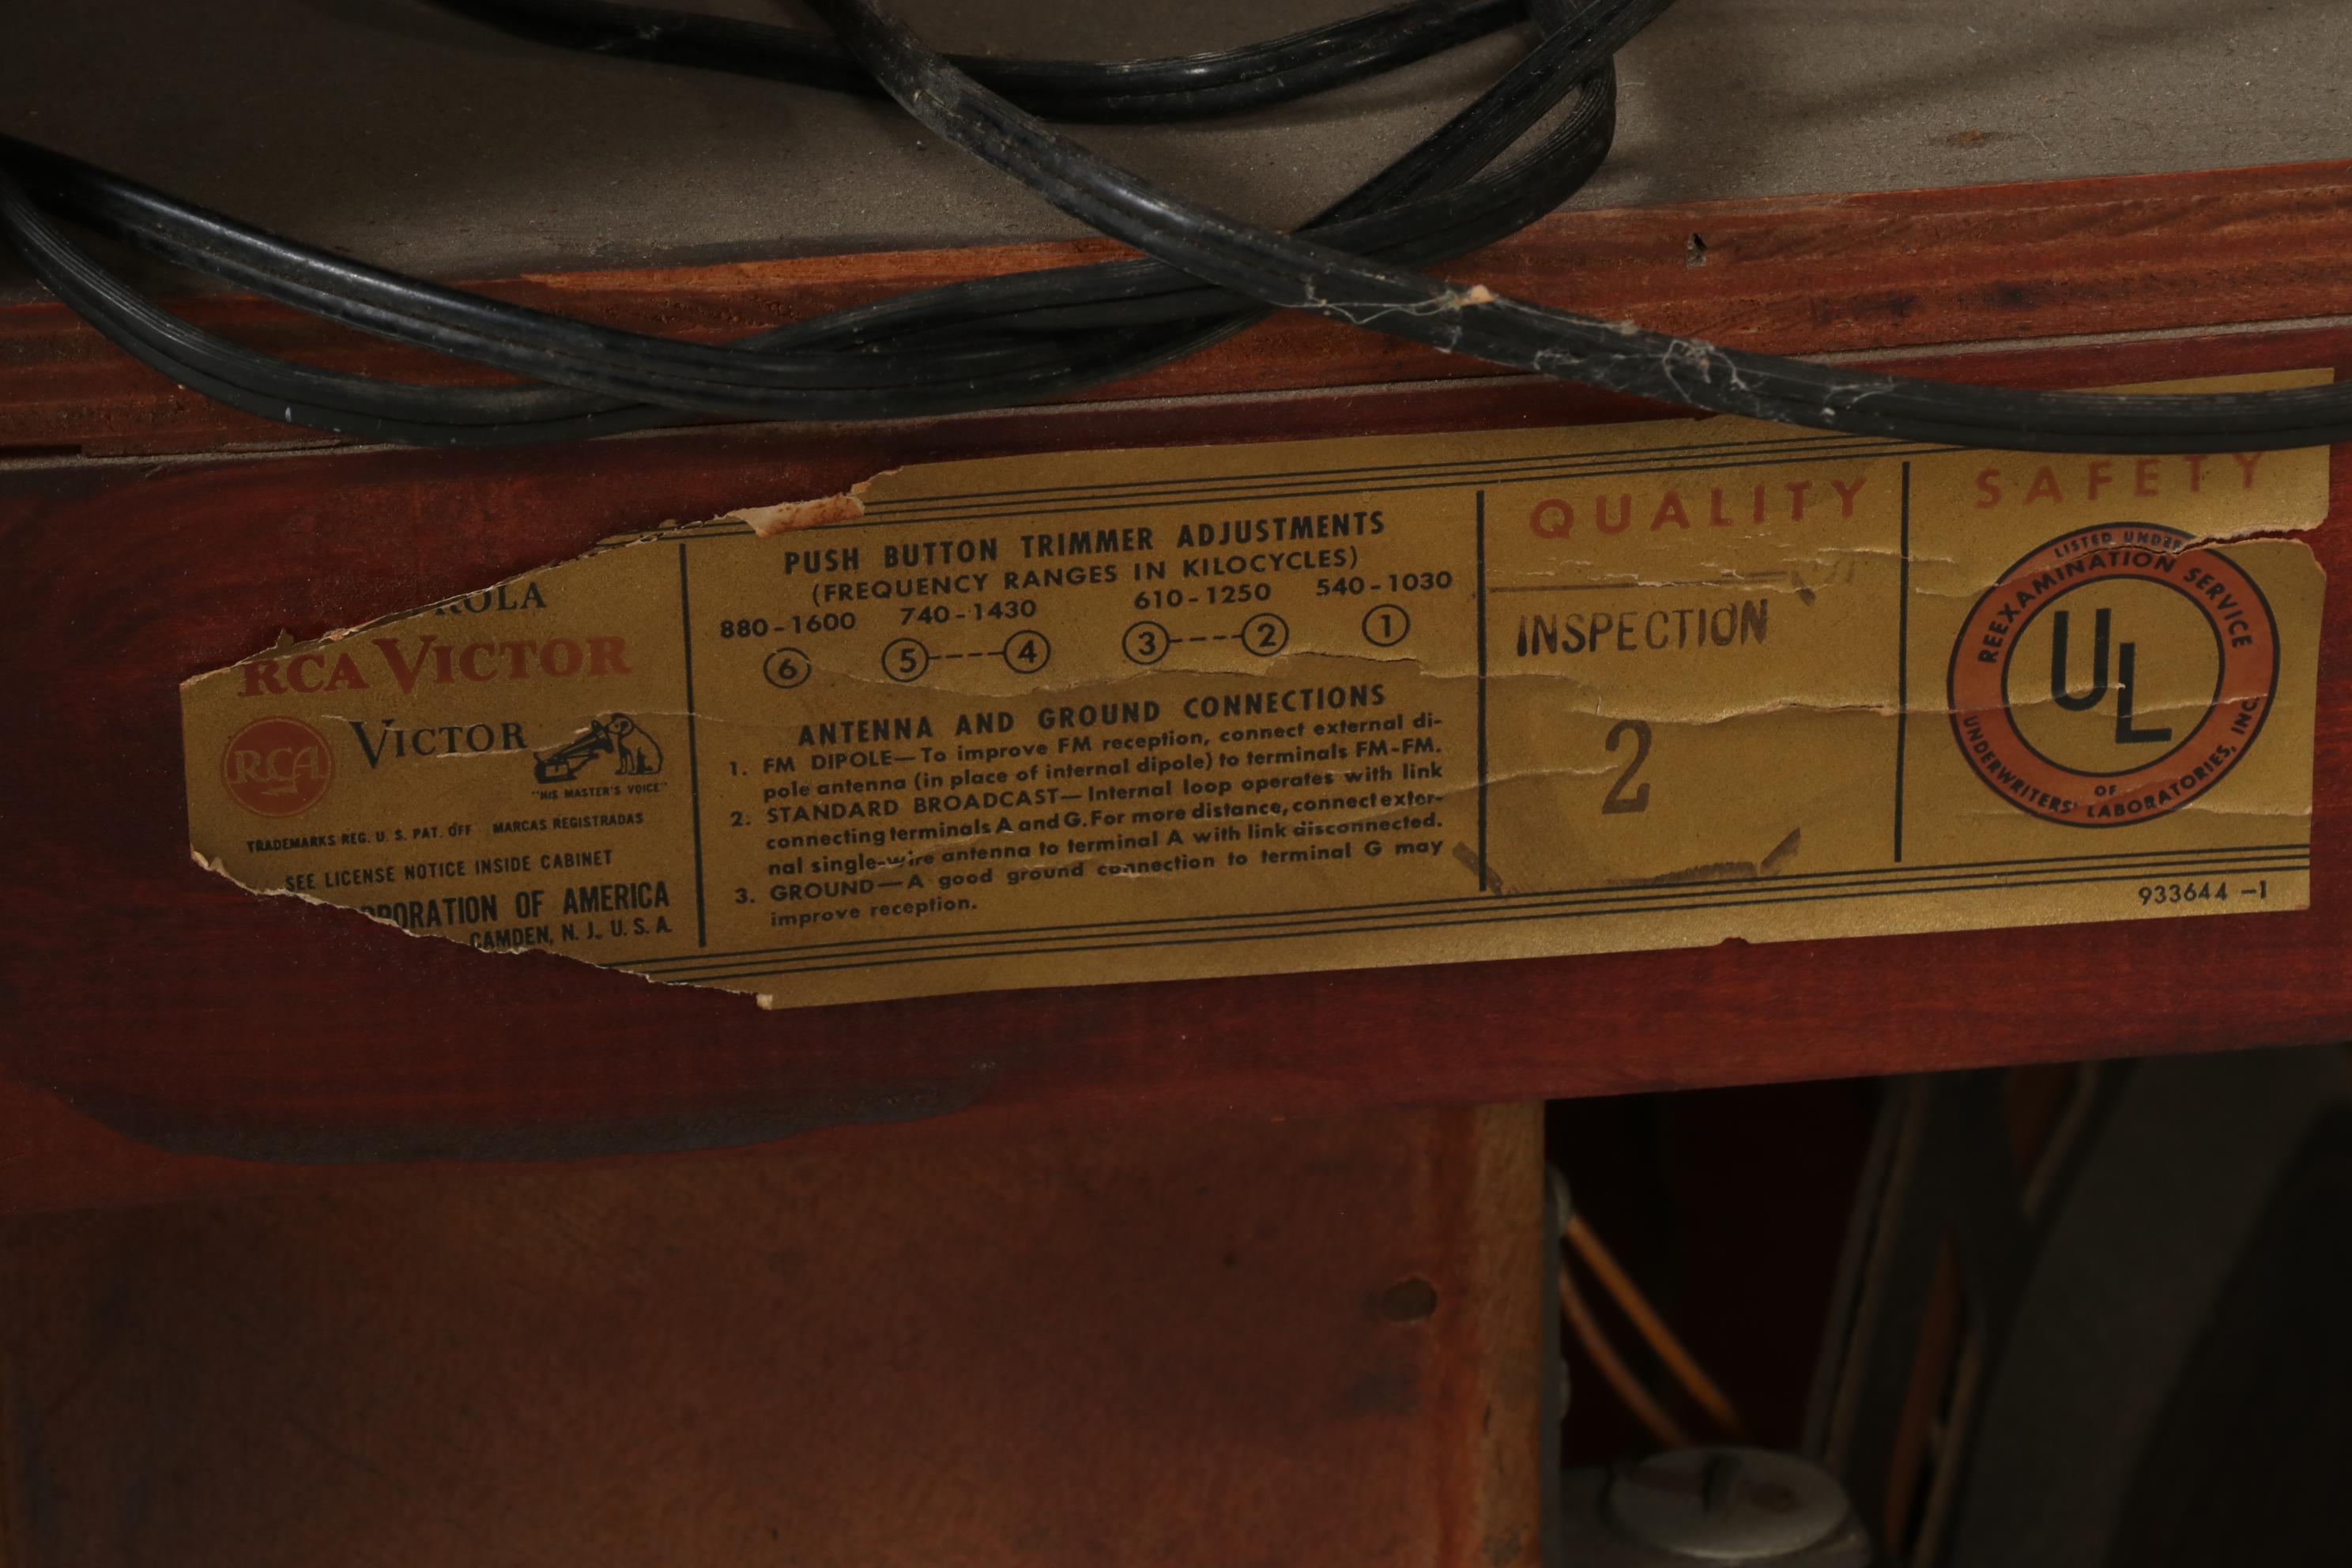 ROLA
RCA VICTOR
RCA
VICTOR
"HIS MASTER'S VOICE"
TRADEMARKS REG. U. S. PAT. OFF MARCAS REGISTRADAS
SEE LICENSE NOTICE INSIDE CABINET
PORATION OF AMERICA
CAMDEN, N. J., U. S. A.
PUSH BUTTON TRIMMER ADJUSTMENTS
(FREQUENCY RANGES IN KILOCYCLES)
880-1600 740-1430 610-1250 540-1030
6 5----4 3----2 1
ANTENNA AND GROUND CONNECTIONS
1. FM DIPOLE—To improve FM reception, connect external di-
pole antenna (in place of internal dipole) to terminals FM-FM.
2. STANDARD BROADCAST—Internal loop operates with link
connecting terminals A and G. For more distance, connect exter-
nal single-wire antenna to terminal A with link disconnected.
3. GROUND—A good ground connection to terminal G may
improve reception.
QUALITY
INSPECTION
2
SAFETY
LISTED UNDER
REEXAMINATION SERVICE
UL
OF
UNDERWRITERS' LABORATORIES, INC.
933644-1